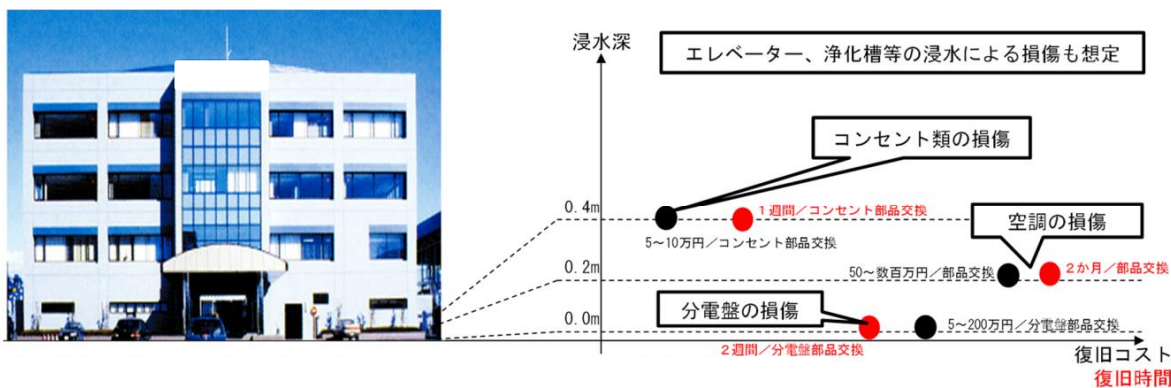 浸水深
エレベーター、浄化槽等の浸水による損傷も想定
コンセント類の損傷
0.4m
1週間／コンセント部品交換
5～10万円／コンセント部品交換
空調の損傷
0.2m
50～数百万円／部品交換
2か月／部品交換
分電盤の損傷
0.0m
5～200万円／分電盤部品交換
2週間／分電盤部品交換
復旧コスト
復旧時間